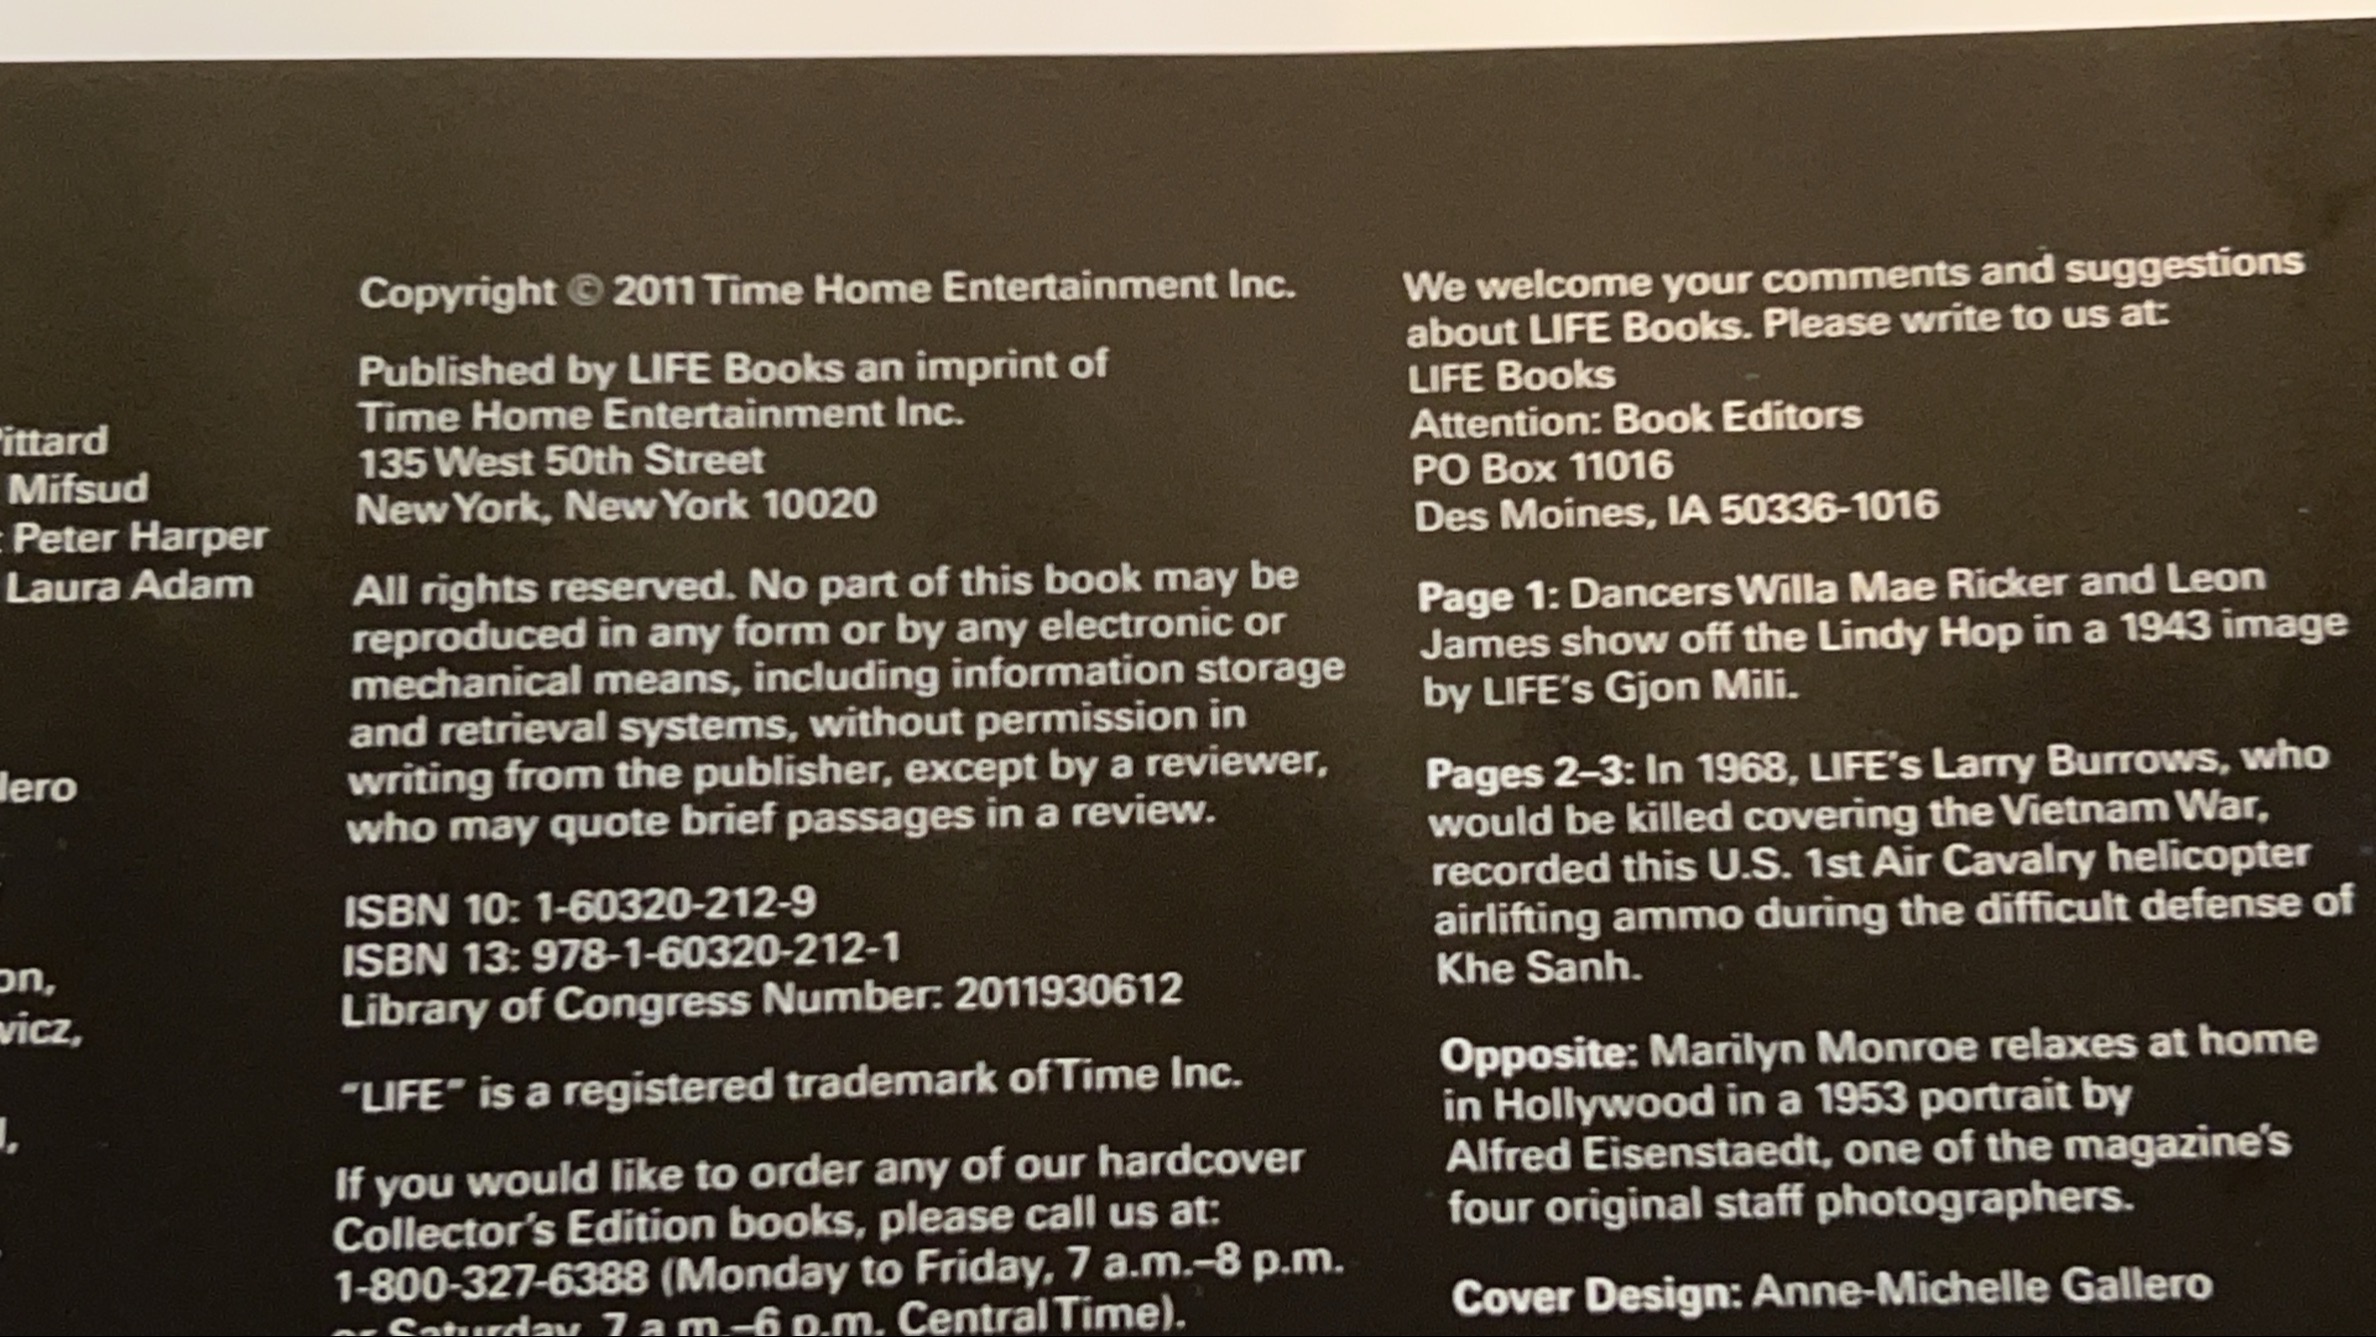 ittard
Mifsud
Peter Harper
Laura Adam
lero
on,
wicz,
Copyright © 2011 Time Home Entertainment Inc.
Published by LIFE Books an imprint of
Time Home Entertainment Inc.
135 West 50th Street
New York, New York 10020
All rights reserved. No part of this book may be
reproduced in any form or by any electronic or
mechanical means, including information storage
and retrieval systems, without permission in
writing from the publisher, except by a reviewer,
who may quote brief passages in a review.
ISBN 10: 1-60320-212-9
ISBN 13: 978-1-60320-212-1
Library of Congress Number: 2011930612
“LIFE” is a registered trademark of Time Inc.
If you would like to order any of our hardcover
Collector’s Edition books, please call us at:
1-800-327-6388 (Monday to Friday, 7 a.m.–8 p.m.
or Saturday, 7 a.m.–6 p.m. Central Time).
We welcome your comments and suggestions
about LIFE Books. Please write to us at:
LIFE Books
Attention: Book Editors
PO Box 11016
Des Moines, IA 50336-1016
Page 1: Dancers Willa Mae Ricker and Leon
James show off the Lindy Hop in a 1943 image
by LIFE’s Gjon Mili.
Pages 2–3: In 1968, LIFE’s Larry Burrows, who
would be killed covering the Vietnam War,
recorded this U.S. 1st Air Cavalry helicopter
airlifting ammo during the difficult defense of
Khe Sanh.
Opposite: Marilyn Monroe relaxes at home
in Hollywood in a 1953 portrait by
Alfred Eisenstaedt, one of the magazine’s
four original staff photographers.
Cover Design: Anne-Michelle Gallero